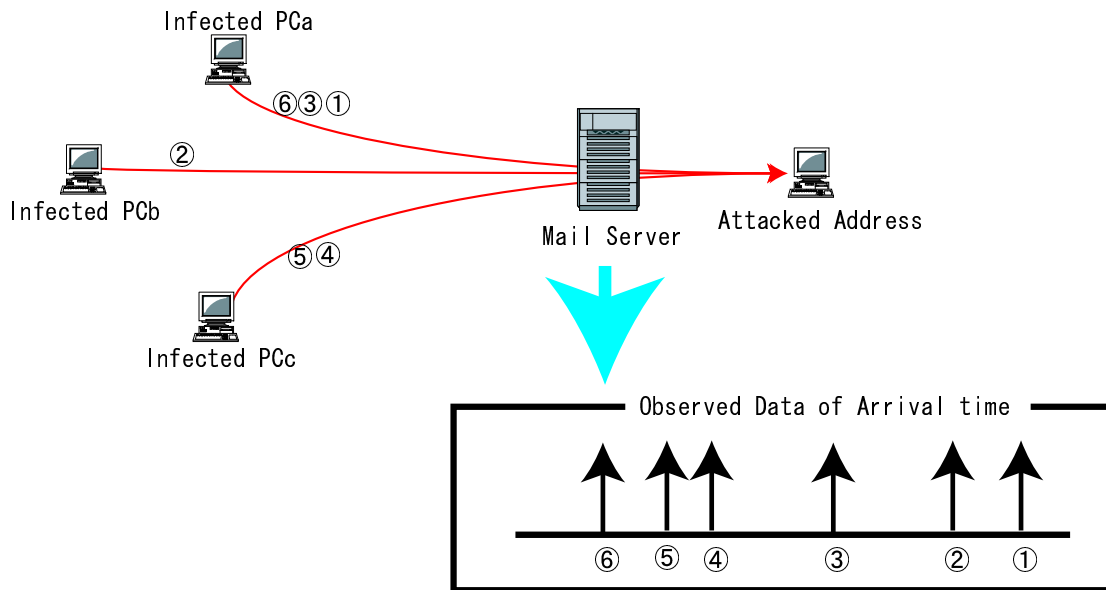 Infected PCa
⑥③①
②
Infected PCb
Mail Server
Attacked Address
⑤④
Infected PCc
Observed Data of Arrival time
⑥ ⑤ ④ ③ ② ①